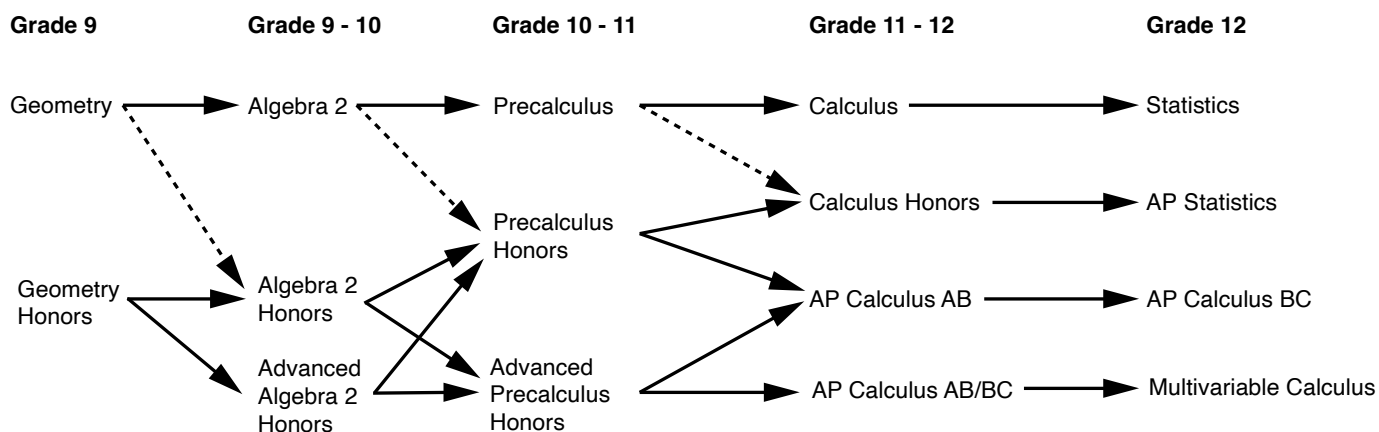 Grade 9
Grade 9 - 10
Grade 10 - 11
Grade 11 - 12
Grade 12
Geometry
Algebra 2
Precalculus
Calculus
Statistics
Calculus Honors
AP Statistics
Precalculus
Honors
Geometry
Honors
Algebra 2
Honors
AP Calculus AB
AP Calculus BC
Advanced
Algebra 2
Honors
Advanced
Precalculus
Honors
AP Calculus AB/BC
Multivariable Calculus